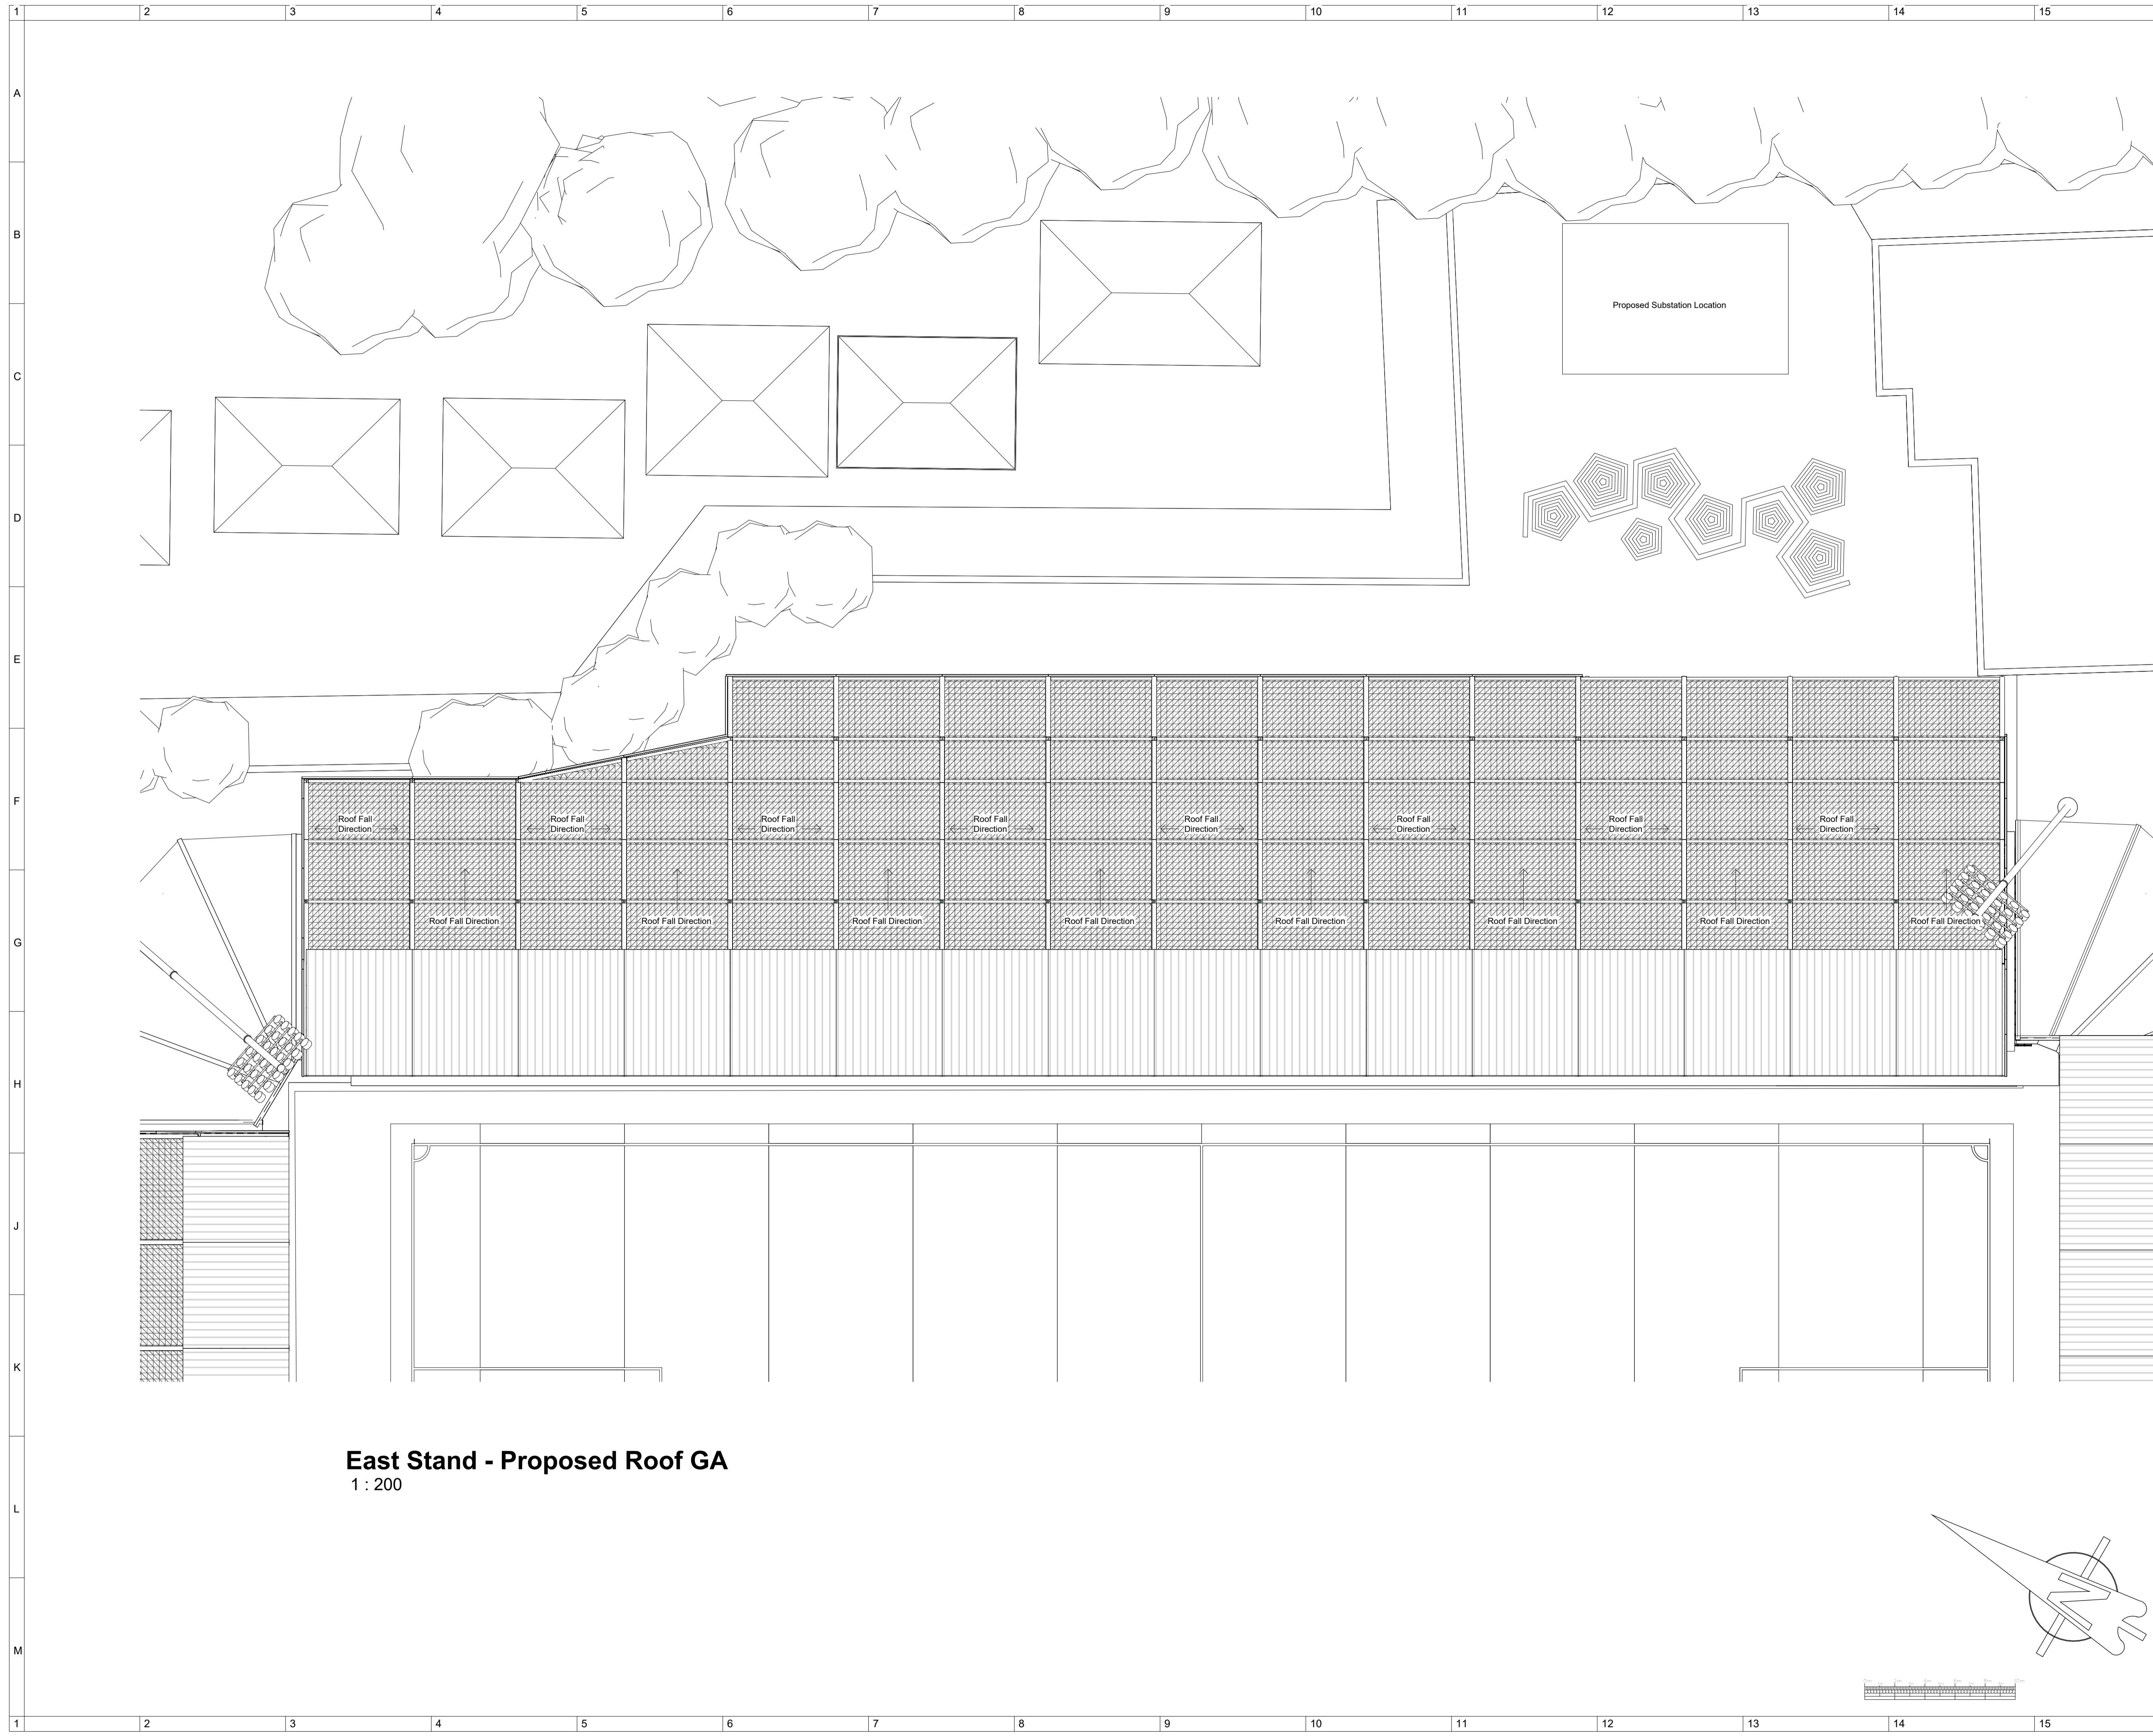 1 2 3 4 5 6 7 8 9 10 11 12 13 14 15
A
B
Proposed Substation Location
C
D
E
F
Roof Fall
Direction
Roof Fall
Direction
Roof Fall
Direction
Roof Fall
Direction
Roof Fall
Direction
Roof Fall
Direction
Roof Fall
Direction
Roof Fall
Direction
Roof Fall Direction
Roof Fall Direction
Roof Fall Direction
Roof Fall Direction
Roof Fall Direction
Roof Fall Direction
Roof Fall Direction
Roof Fall Direction
G
H
J
K
East Stand - Proposed Roof GA
1 : 200
L
N
M
1 2 3 4 5 6 7 8 9 10 11 12 13 14 15